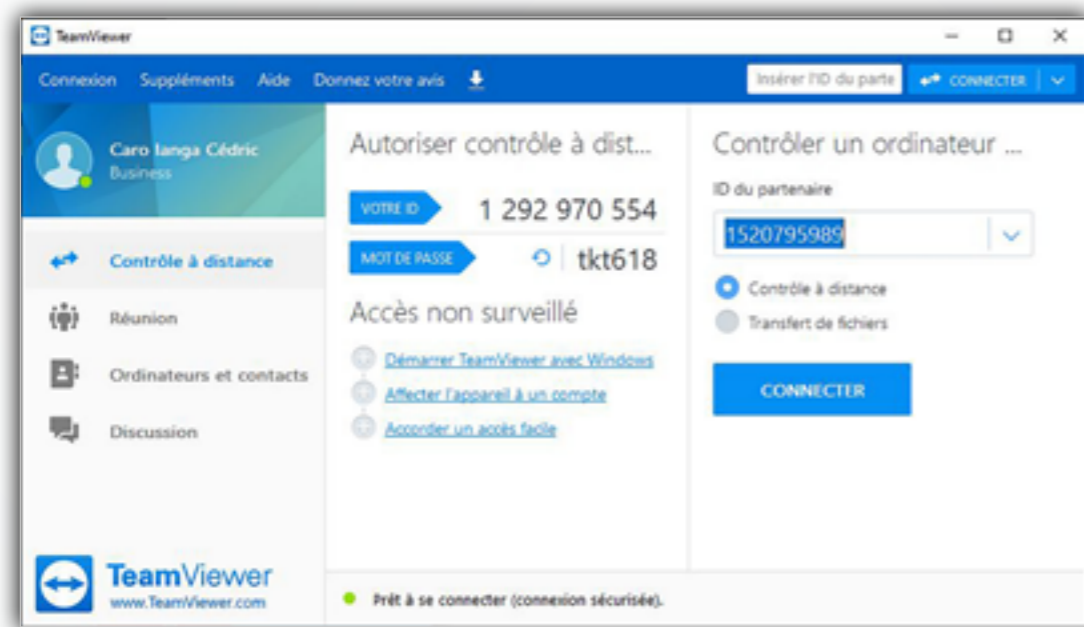 TeamViewer
Connexion Suppléments Aide Donnez votre avis
Insérer l'ID du parte
CONNECTER
Caro Ianga Cédric
Business
Contrôle à distance
Réunion
Ordinateurs et contacts
Discussion
TeamViewer
www.TeamViewer.com
Autoriser contrôle à dist...
VOTRE ID 1 292 970 554
MOT DE PASSE tkt618
Accès non surveillé
Démarrer TeamViewer avec Windows
Affecter l'appareil à un compte
Accorder un accès facile
Contrôler un ordinateur ...
ID du partenaire
1520795989
Contrôle à distance
Transfert de fichiers
CONNECTER
Prêt à se connecter (connexion sécurisée).